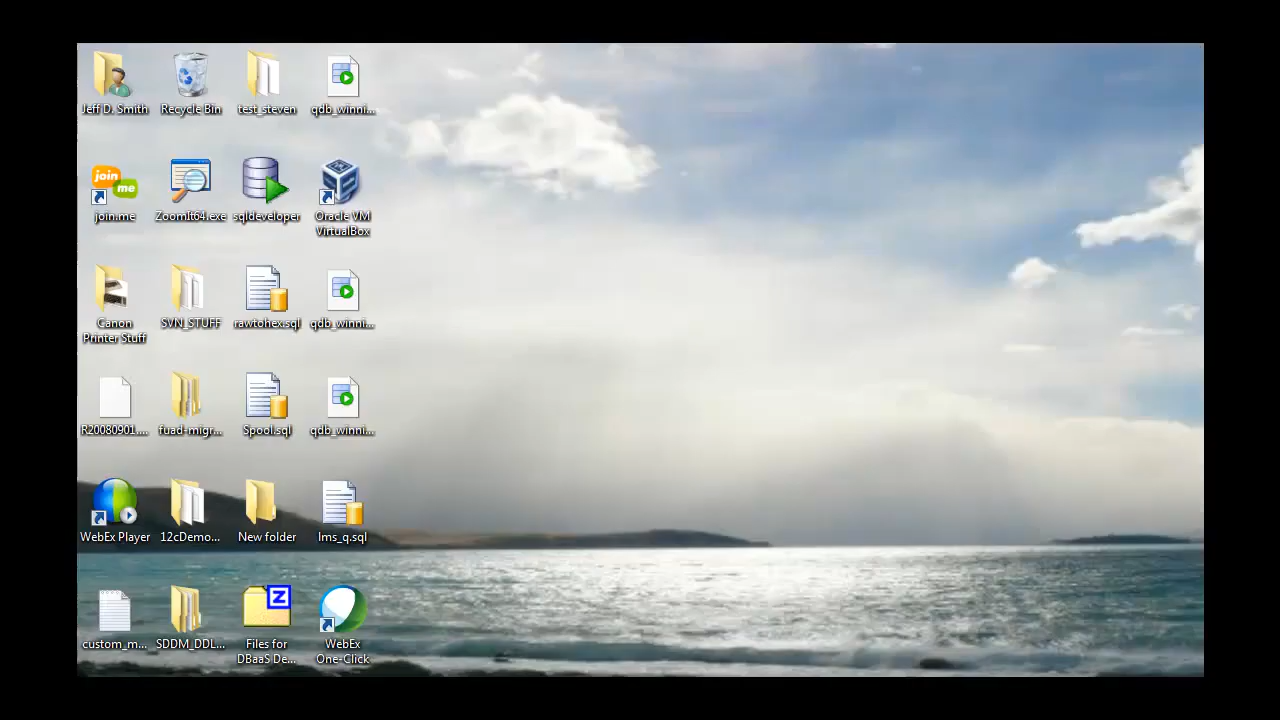 Jeff D. Smith
Recycle Bin
test_steven
qdb_winni...
join me
join.me
ZoomIt64.exe
sqldeveloper
Oracle VM
VirtualBox
Canon
Printer Stuff
SVN_STUFF
rawtohex.sql
qdb_winni...
R20080901....
fuad-migr...
Spool.sql
qdb_winni...
WebEx Player
12cDemo...
New folder
lms_q.sql
custom_m...
SDDM_DDL...
Z
Files for
DBaaS De...
WebEx
One-Click